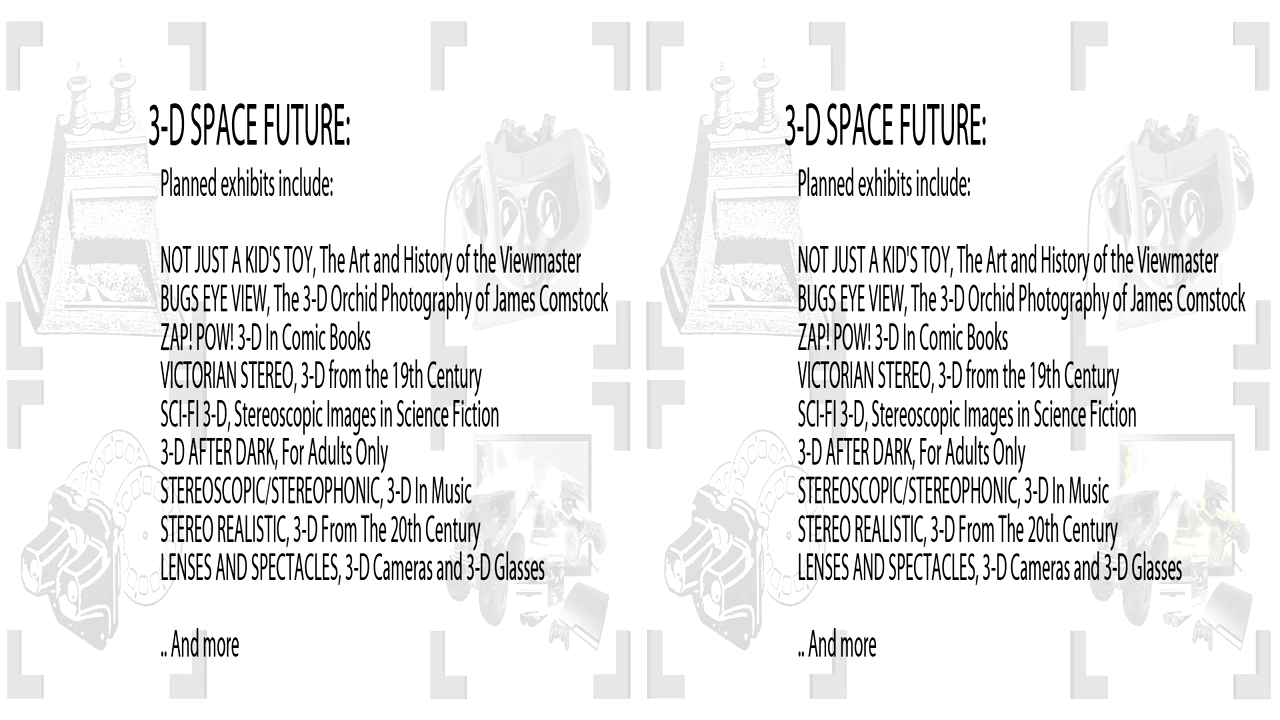 3-D SPACE FUTURE:
Planned exhibits include:
NOT JUST A KID'S TOY, The Art and History of the Viewmaster
BUGS EYE VIEW, The 3-D Orchid Photography of James Comstock
ZAP! POW! 3-D In Comic Books
VICTORIAN STEREO, 3-D from the 19th Century
SCI-FI 3-D, Stereoscopic Images in Science Fiction
3-D AFTER DARK, For Adults Only
STEREOSCOPIC/STEREOPHONIC, 3-D In Music
STEREO REALISTIC, 3-D From The 20th Century
LENSES AND SPECTACLES, 3-D Cameras and 3-D Glasses
.. And more
3-D SPACE FUTURE:
Planned exhibits include:
NOT JUST A KID'S TOY, The Art and History of the Viewmaster
BUGS EYE VIEW, The 3-D Orchid Photography of James Comstock
ZAP! POW! 3-D In Comic Books
VICTORIAN STEREO, 3-D from the 19th Century
SCI-FI 3-D, Stereoscopic Images in Science Fiction
3-D AFTER DARK, For Adults Only
STEREOSCOPIC/STEREOPHONIC, 3-D In Music
STEREO REALISTIC, 3-D From The 20th Century
LENSES AND SPECTACLES, 3-D Cameras and 3-D Glasses
.. And more